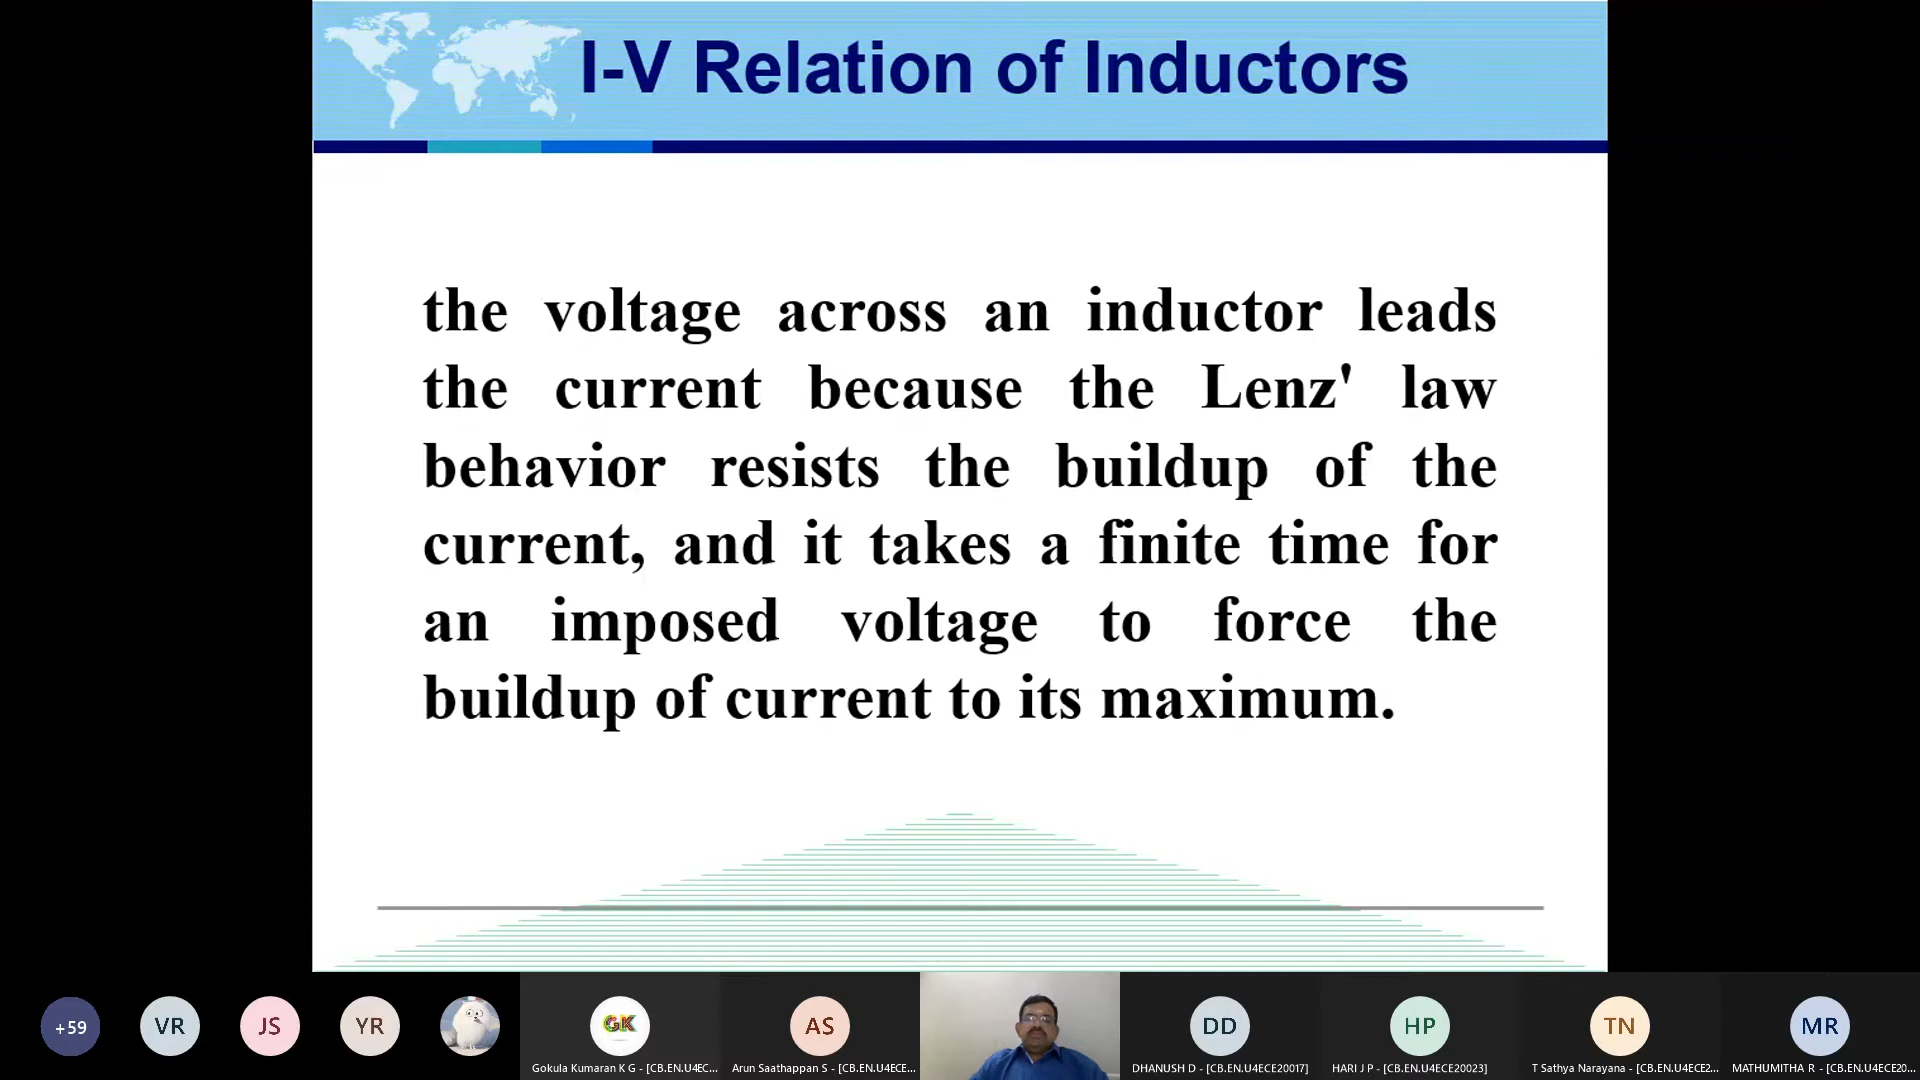 I-V Relation of Inductors
the voltage across an inductor leads
the current because the Lenz' law
behavior resists the buildup of the
current, and it takes a finite time for
an imposed voltage to force the
buildup of current to its maximum.
+59
VR
JS
YR
GK
AS
DD
HP
TN
MR
Gokula Kumaran K G - [CB.EN.U4EC...
Arun Saathappan S - [CB.EN.U4ECE...
DHANUSH D - [CB.EN.U4ECE20017]
HARI J P - [CB.EN.U4ECE20023]
T Sathya Narayana - [CB.EN.U4ECE2...
MATHUMITHA R - [CB.EN.U4ECE20...